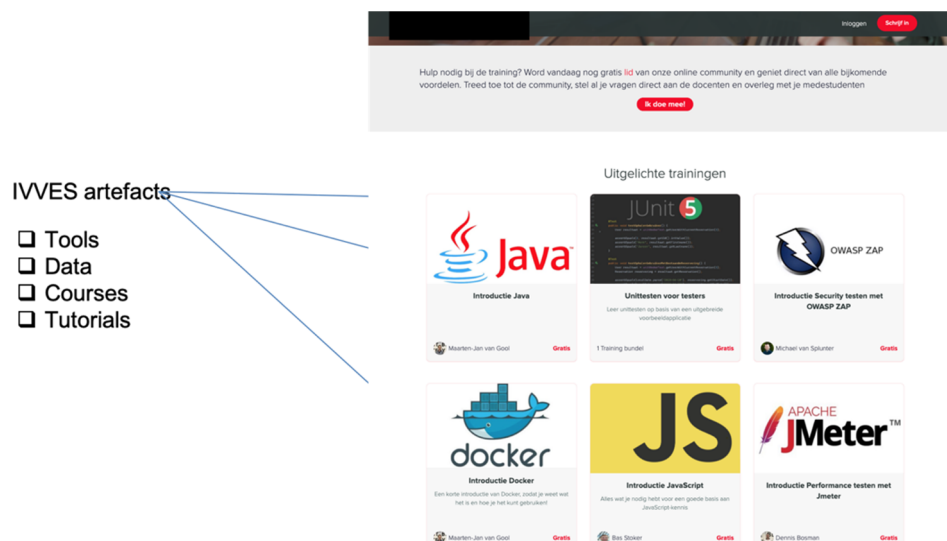 Inloggen
Schrijf in
Hulp nodig bij de training? Word vandaag nog gratis lid van onze online community en geniet direct van alle bijkomende
voordelen. Treed toe tot de community, stel al je vragen direct aan de docenten en overleg met je medestudenten
Ik doe mee!
IVVES artefacts
Tools
Data
Courses
Tutorials
Uitgelichte trainingen
Java
Introductie Java
Maarten-Jan van Gool
Gratis
JUnit 5
Unittesten voor testers
Leer unittesten op basis van een uitgebreide
voorbeeldapplicatie
1 Training bundel
Gratis
OWASP ZAP
Introductie Security testen met
OWASP ZAP
Michael van Splunter
Gratis
docker
Introductie Docker
Een korte introductie van Docker, zodat je weet wat
het is en hoe je het kunt gebruiken!
Maarten-Jan van Gool
Gratis
JS
Introductie JavaScript
Alles wat je nodig hebt voor een goede basis aan
JavaScript-kennis
Bas Stoker
Gratis
APACHE
JMeter TM
Introductie Performance testen met
Jmeter
Dennis Bosman
Gratis